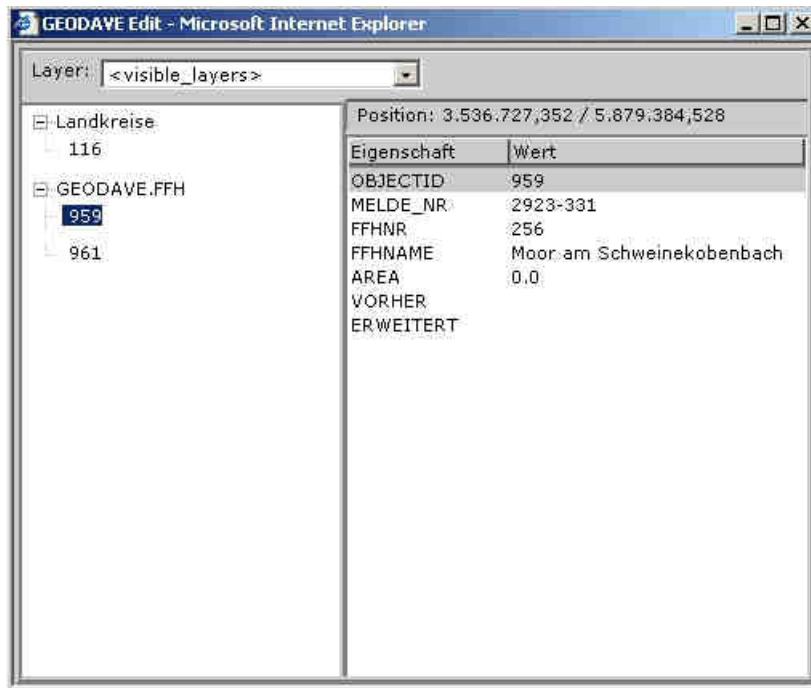 GEODAVE Edit - Microsoft Internet Explorer
Layer: <visible_layers>
Landkreise
116
GEODAVE.FFH
959
961
Position: 3.536.727,352 / 5.879.384,528
Eigenschaft Wert
OBJECTID 959
MELDE_NR 2923-331
FFHNR 256
FFHNAME Moor am Schweinekobenbach
AREA 0.0
VORHER
ERWEITERT